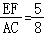 EF/AC = 5/8